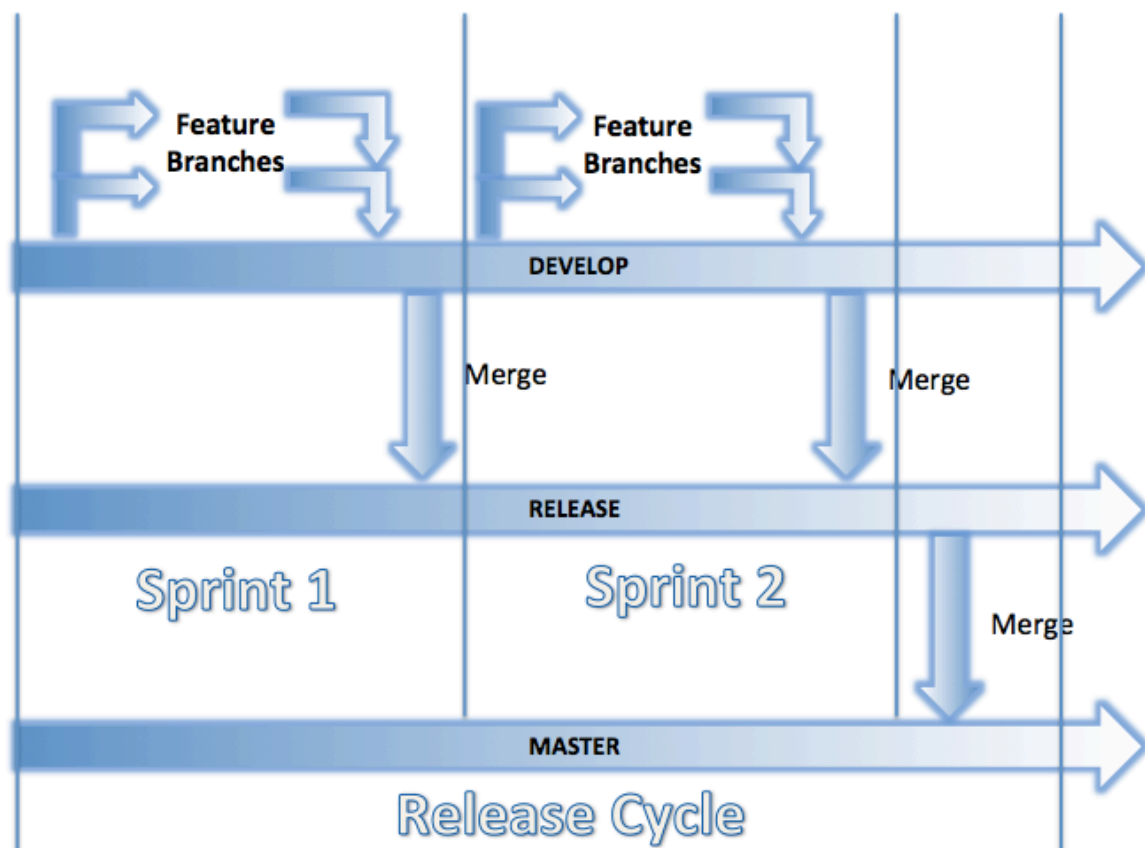 Feature
Branches
Feature
Branches
DEVELOP
Merge
Merge
RELEASE
Sprint 1
Sprint 2
Merge
MASTER
Release Cycle